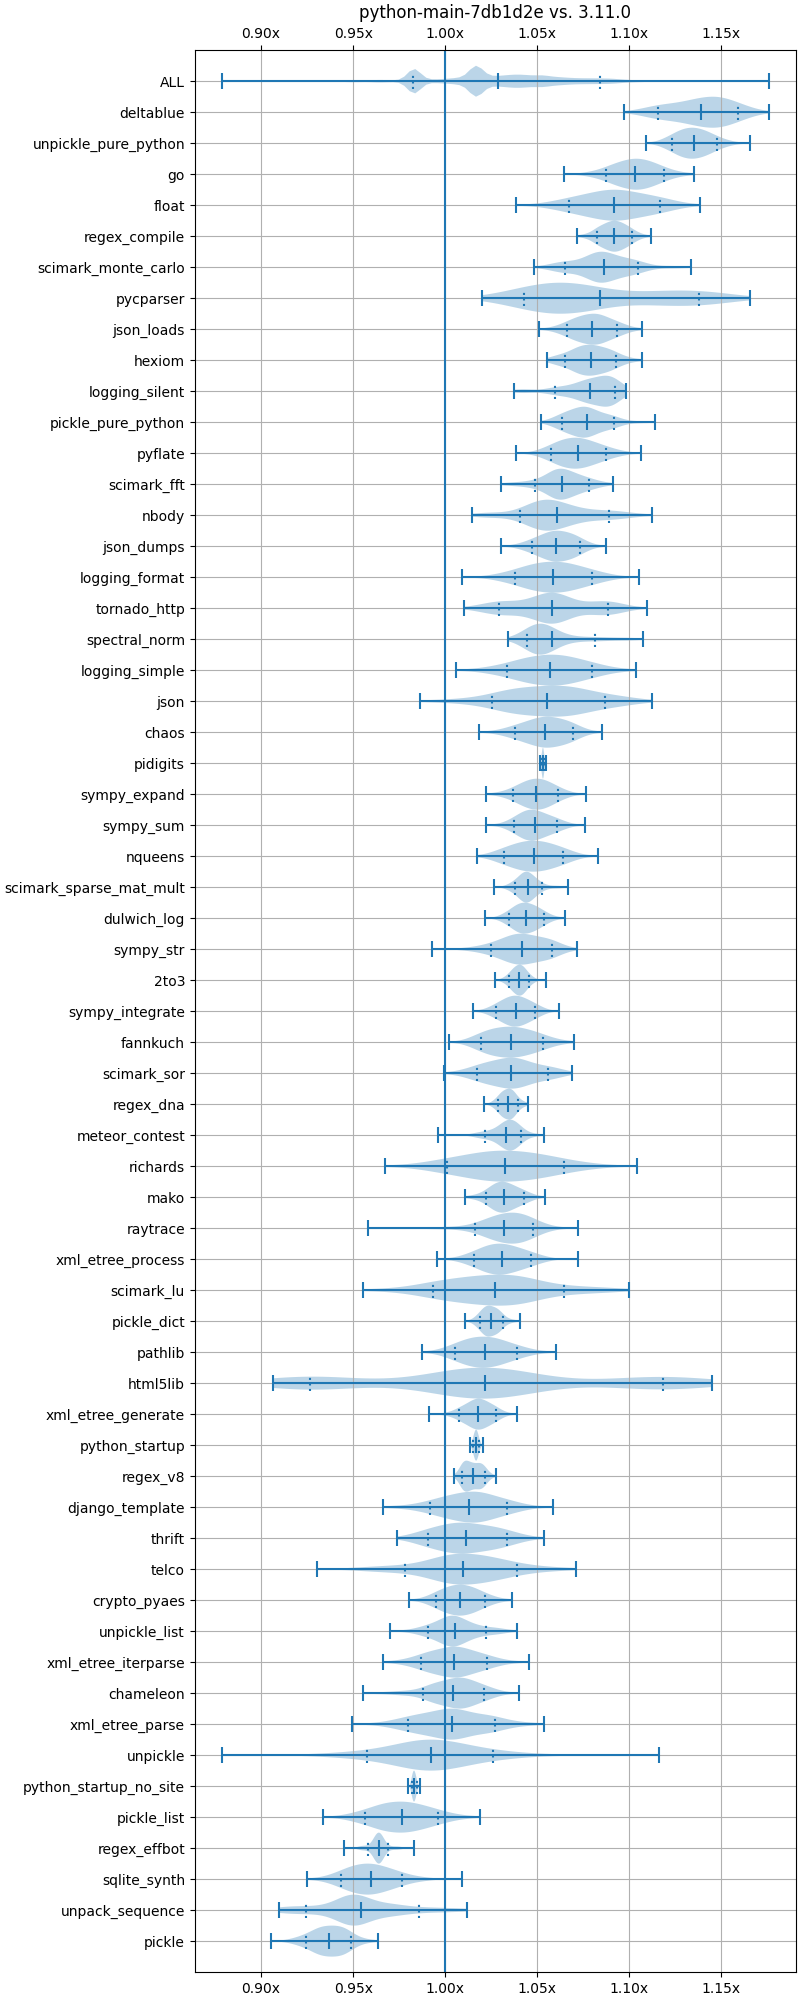 python-main-7db1d2e vs. 3.11.0
0.90x 0.95x 1.00x 1.05x 1.10x 1.15x
ALL
deltablue
unpickle_pure_python
go
float
regex_compile
scimark_monte_carlo
pycparser
json_loads
hexiom
logging_silent
pickle_pure_python
pyflate
scimark_fft
nbody
json_dumps
logging_format
tornado_http
spectral_norm
logging_simple
json
chaos
pidigits
sympy_expand
sympy_sum
nqueens
scimark_sparse_mat_mult
dulwich_log
sympy_str
2to3
sympy_integrate
fannkuch
scimark_sor
regex_dna
meteor_contest
richards
mako
raytrace
xml_etree_process
scimark_lu
pickle_dict
pathlib
html5lib
xml_etree_generate
python_startup
regex_v8
django_template
thrift
telco
crypto_pyaes
unpickle_list
xml_etree_iterparse
chameleon
xml_etree_parse
unpickle
python_startup_no_site
pickle_list
regex_effbot
sqlite_synth
unpack_sequence
pickle
0.90x 0.95x 1.00x 1.05x 1.10x 1.15x